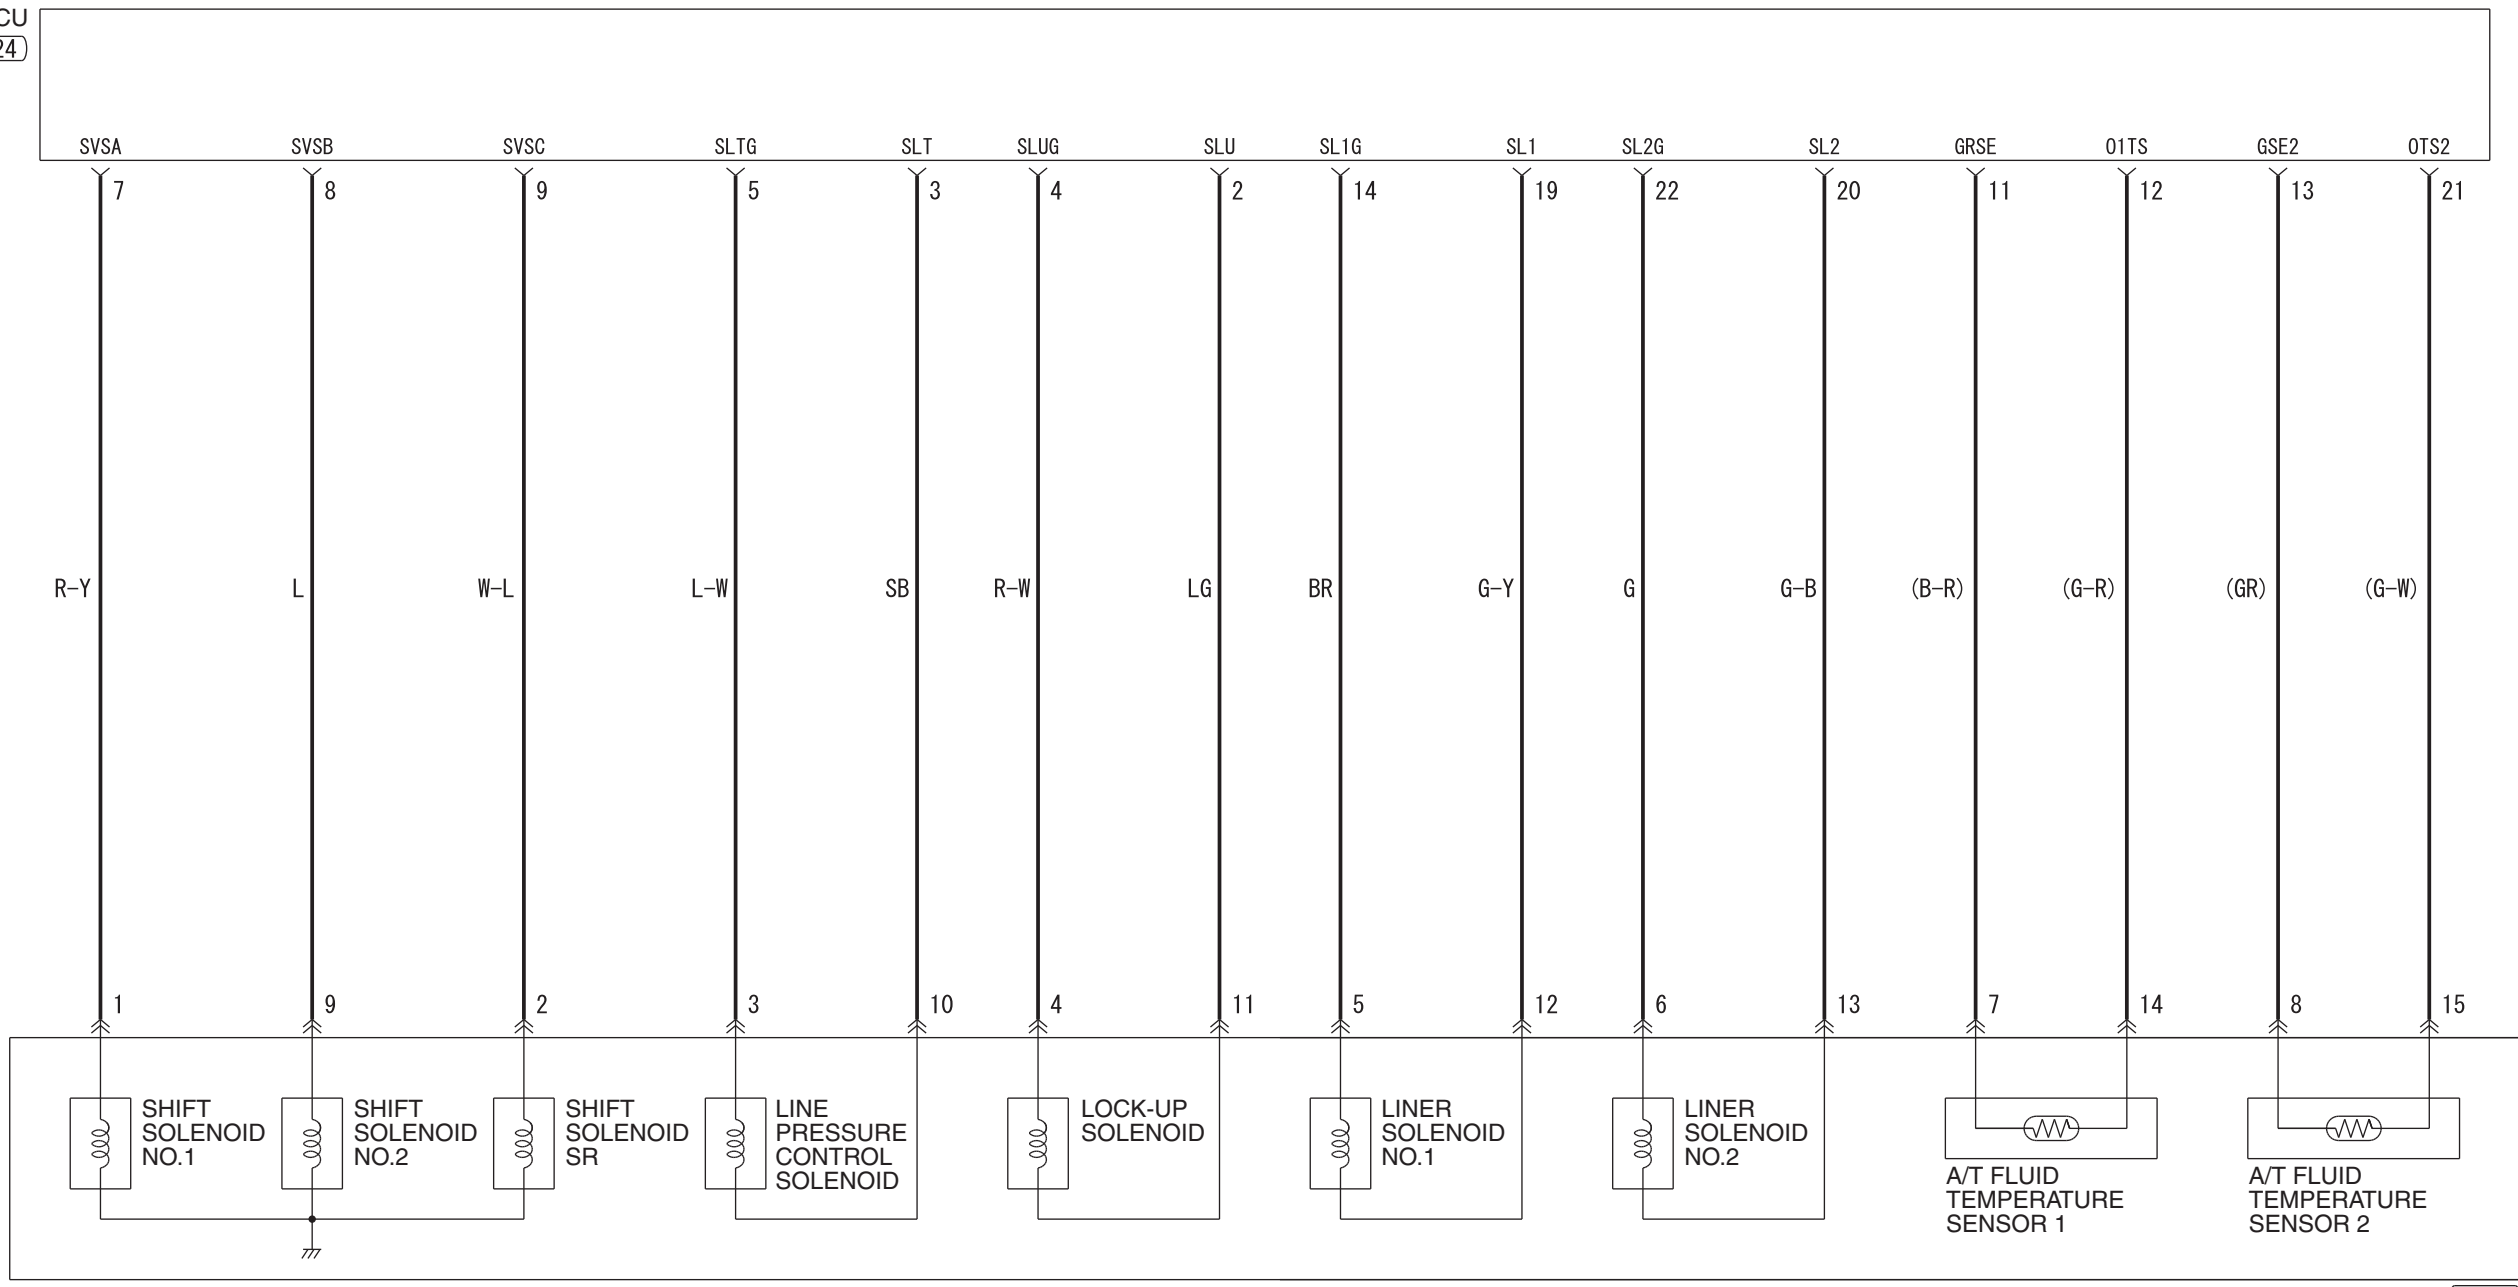 CU
24
SVSA SVSB SVSC SLTG SLT SLUG SLU SL1G SL1 SL2G SL2 GRSE O1TS GSE2 OTS2
7 8 9 5 3 4 2 14 19 22 20 11 12 13 21
R-Y L W-L L-W SB R-W LG BR G-Y G G-B (B-R) (G-R) (GR) (G-W)
1 9 2 3 10 4 11 5 12 6 13 7 14 8 15
SHIFT
SOLENOID
NO.1
SHIFT
SOLENOID
NO.2
SHIFT
SOLENOID
SR
LINE
PRESSURE
CONTROL
SOLENOID
LOCK-UP
SOLENOID
LINER
SOLENOID
NO.1
LINER
SOLENOID
NO.2
A/T FLUID
TEMPERATURE
SENSOR 1
A/T FLUID
TEMPERATURE
SENSOR 2